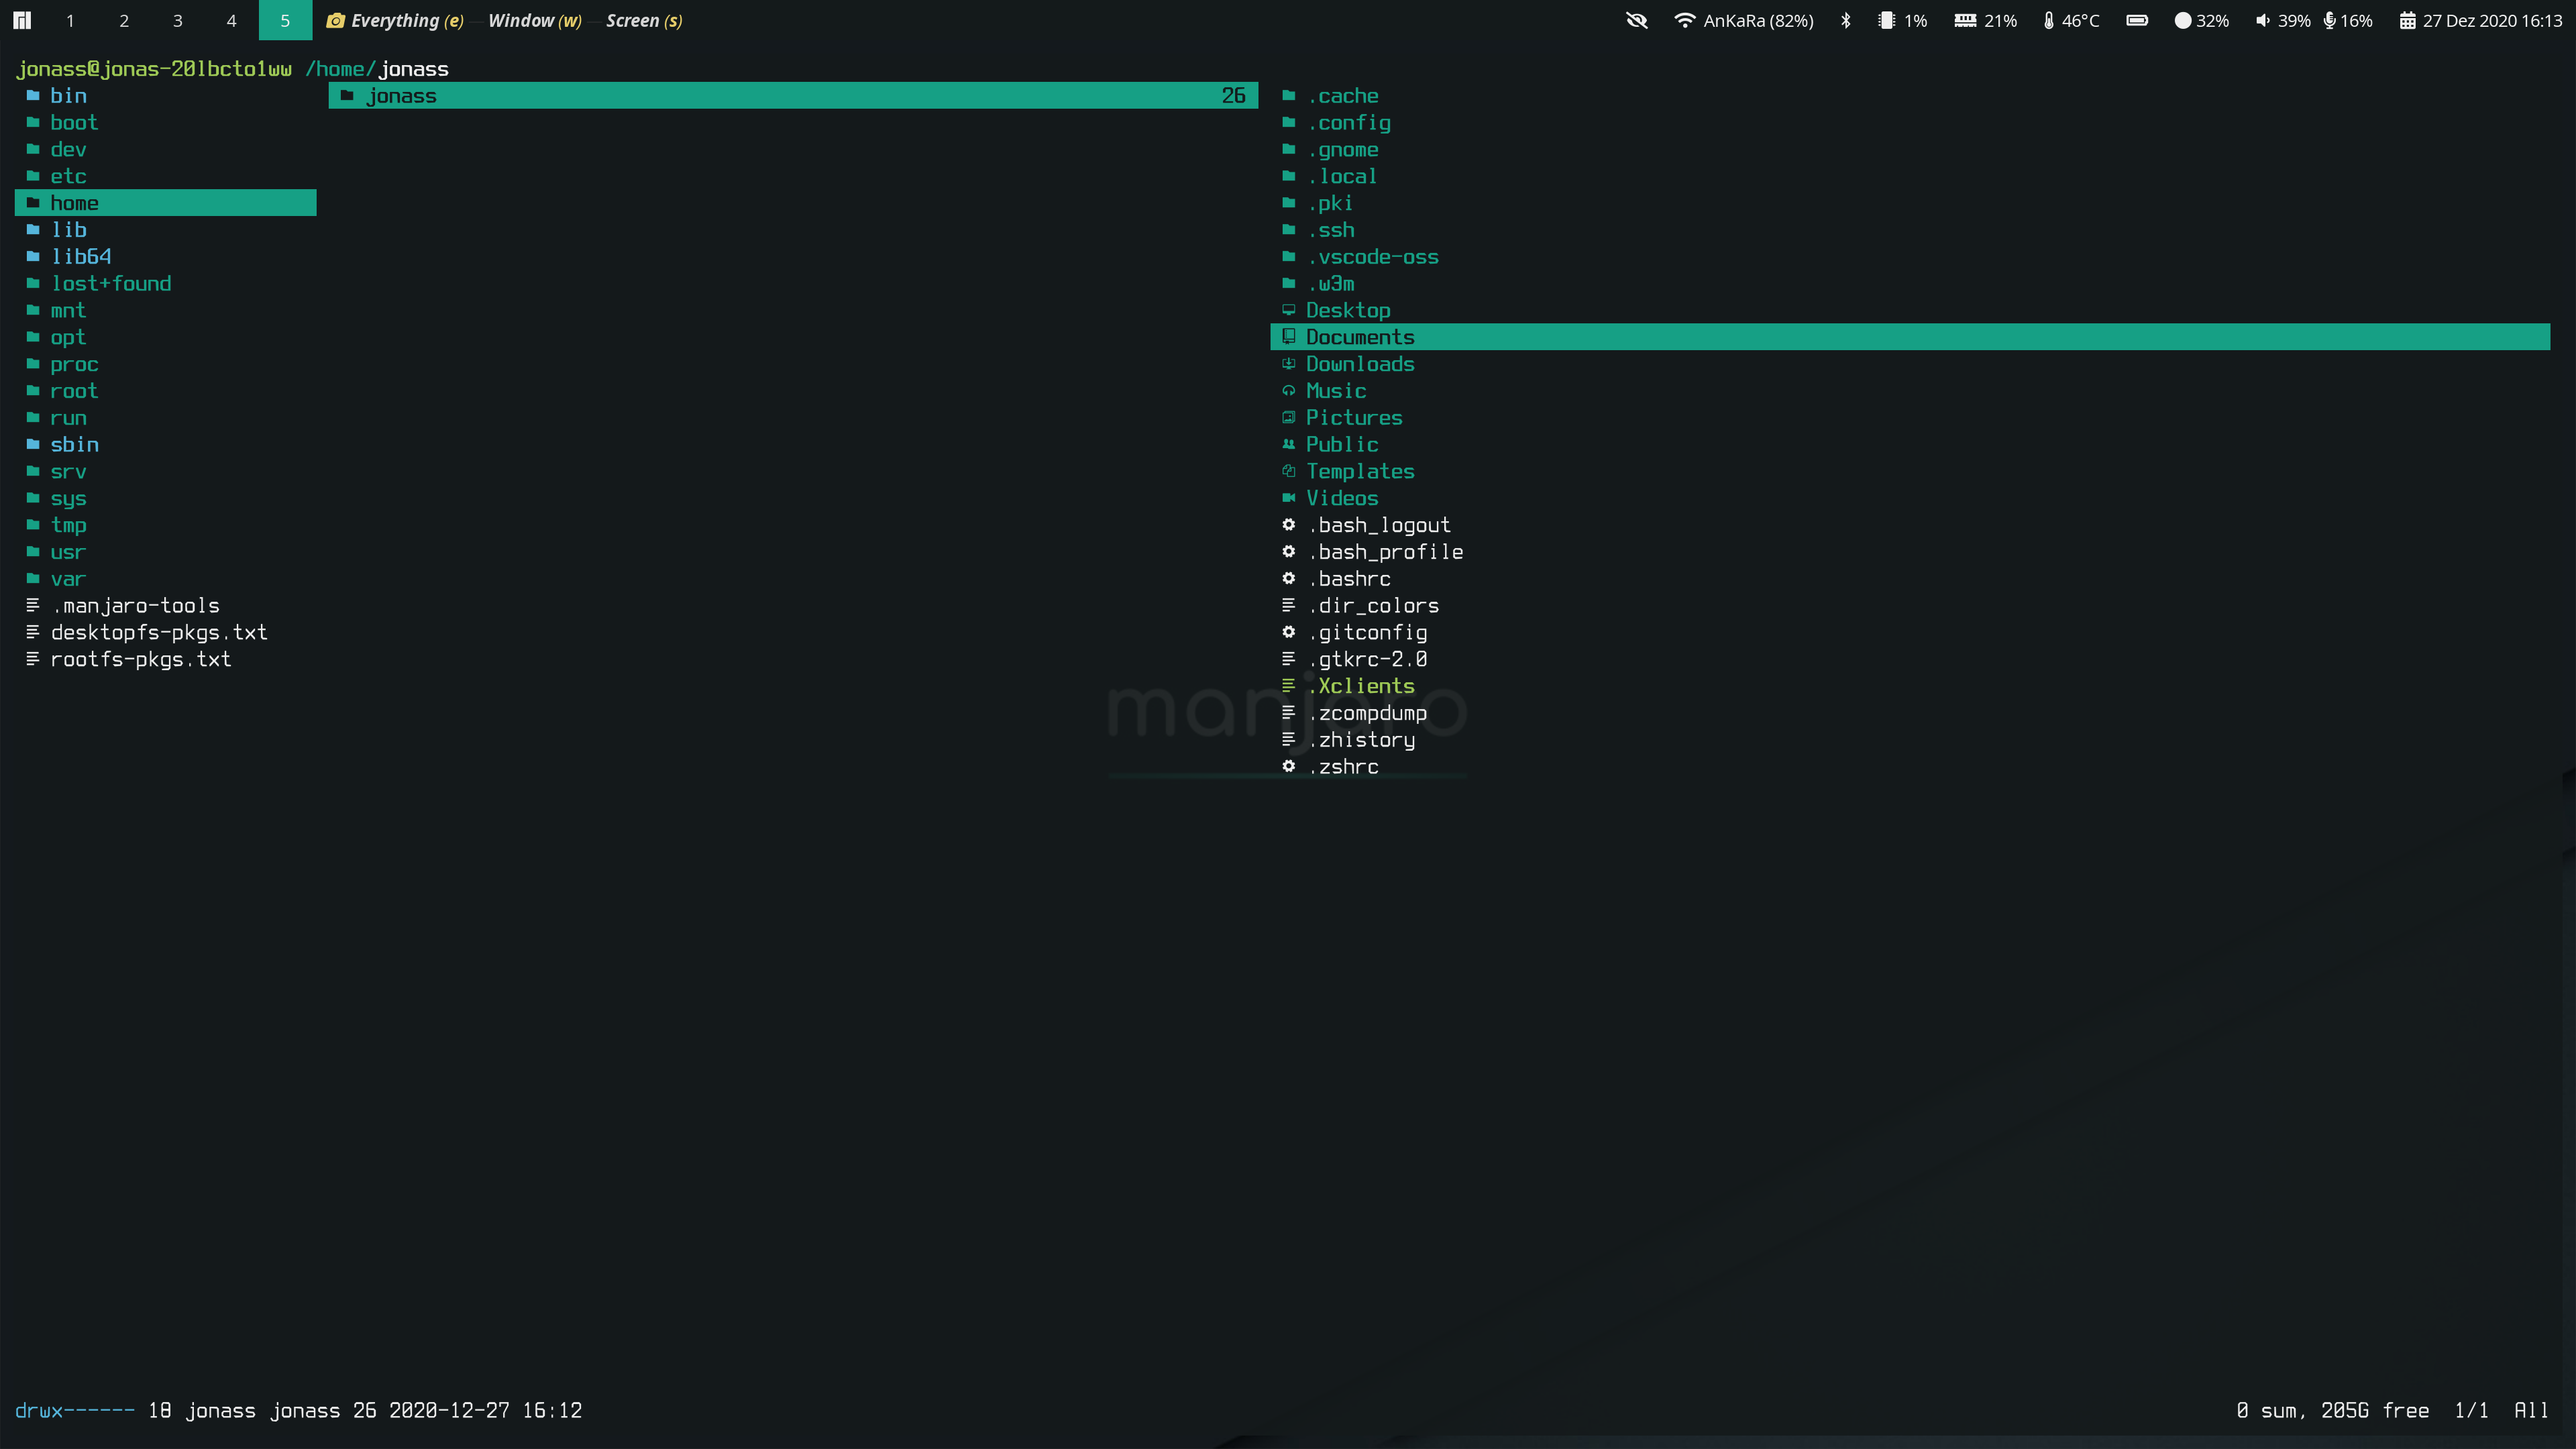 1 2 3 4 5 Everything (e) — Window (w) — Screen (s) AnKaRa (82%) 1% 21% 46°C 32% 39% 16% 27 Dez 2020 16:13
jonass@jonas-20lbcto1ww /home/jonass
bin
boot
dev
etc
home
lib
lib64
lost+found
mnt
opt
proc
root
run
sbin
srv
sys
tmp
usr
var
.manjaro-tools
desktopfs-pkgs.txt
rootfs-pkgs.txt
jonass 26
.cache
.config
.gnome
.local
.pki
.ssh
.vscode-oss
.w3m
Desktop
Documents
Downloads
Music
Pictures
Public
Templates
Videos
.bash_logout
.bash_profile
.bashrc
.dir_colors
.gitconfig
.gtkrc-2.0
.Xclients
.zcompdump
.zhistory
.zshrc
manjaro
drwx------ 18 jonass jonass 26 2020-12-27 16:12 0 sum, 205G free 1/1 All